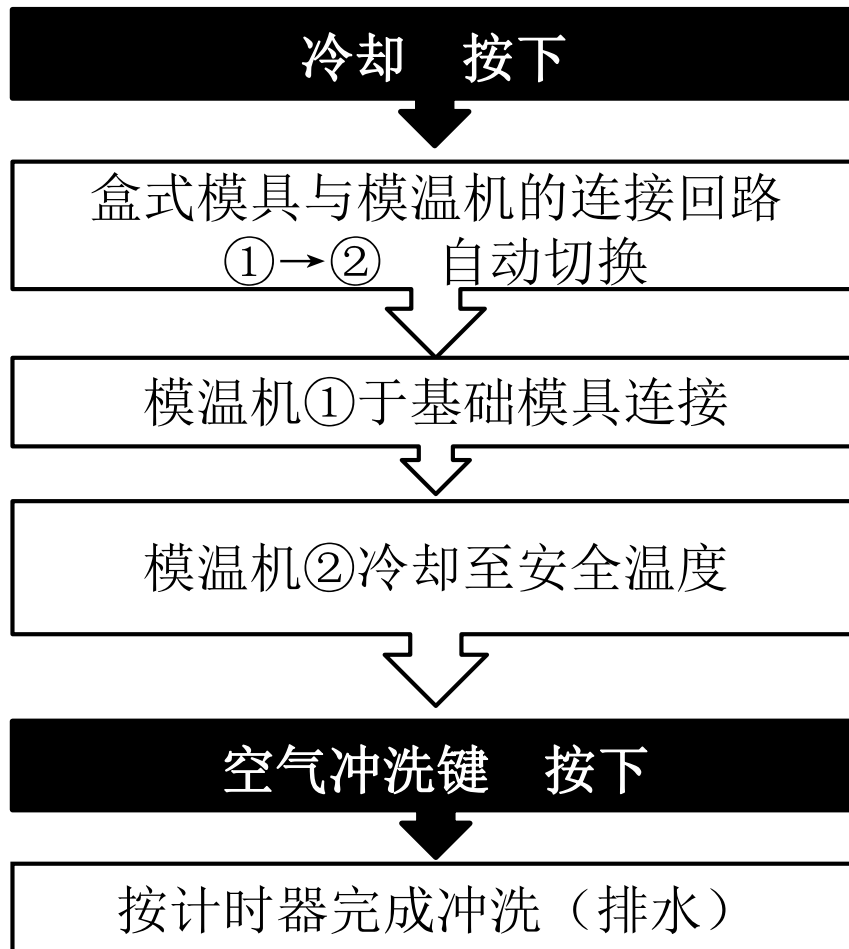 冷却　按下
盒式模具与模温机的连接回路
①→②　自动切换
模温机①于基础模具连接
模温机②冷却至安全温度
空气冲洗键　按下
按计时器完成冲洗（排水）